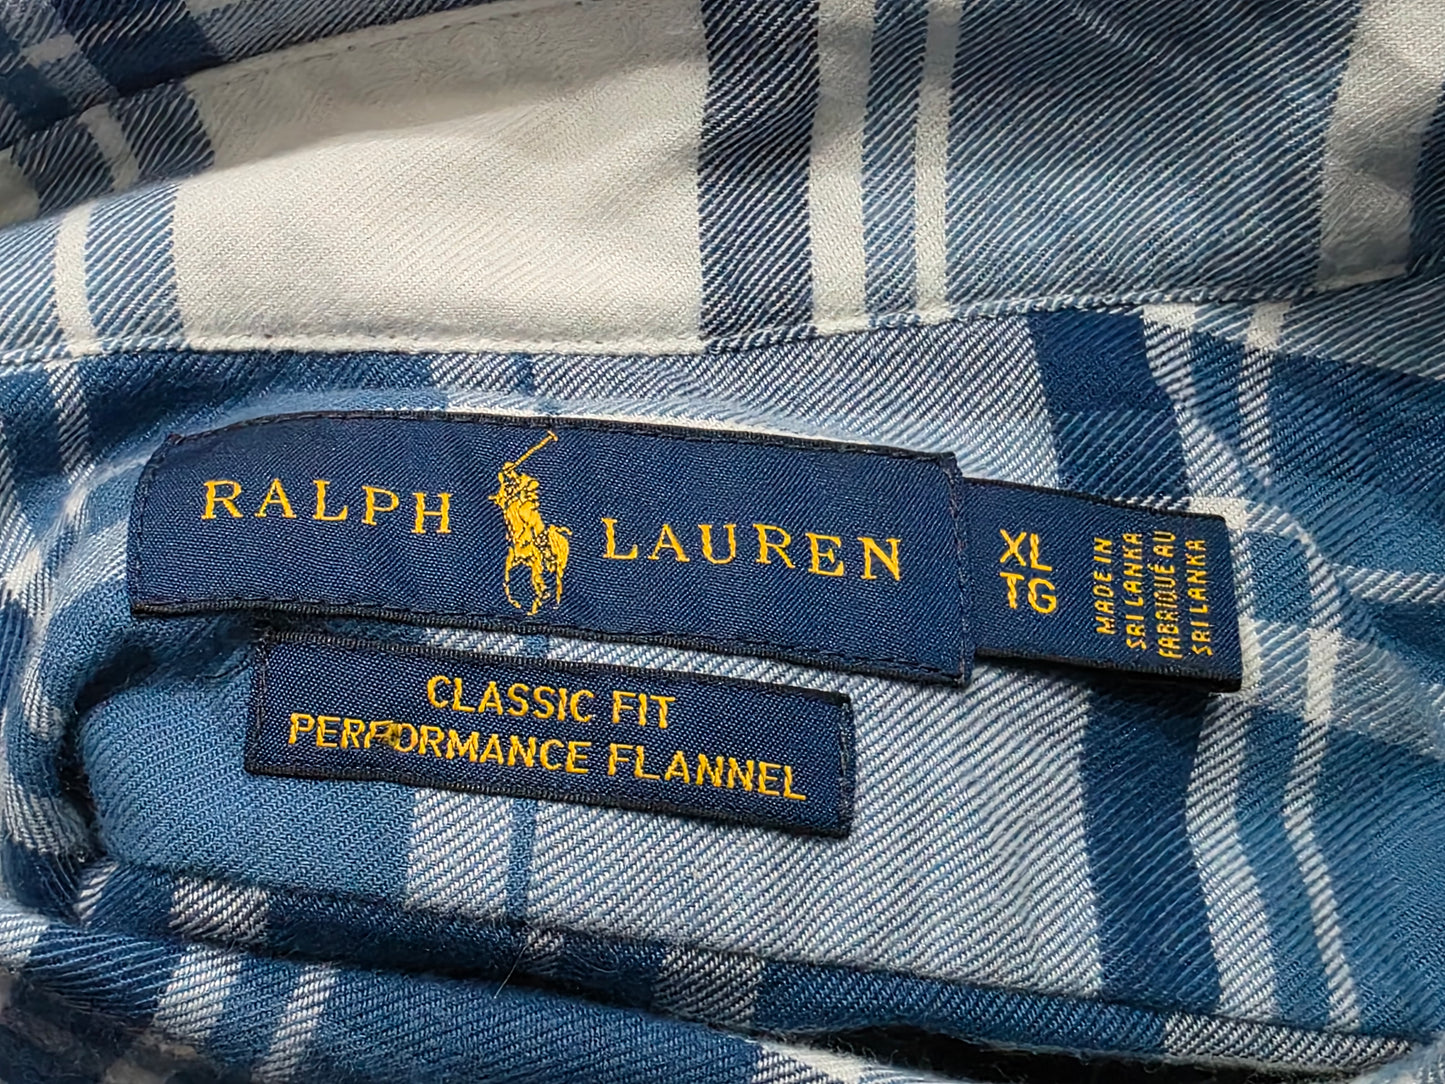 RALPH LAUREN
XL
TG
MADE IN
SRI LANKA
FABRIQUÉ AU
SRI LANKA
CLASSIC FIT
PERFORMANCE FLANNEL